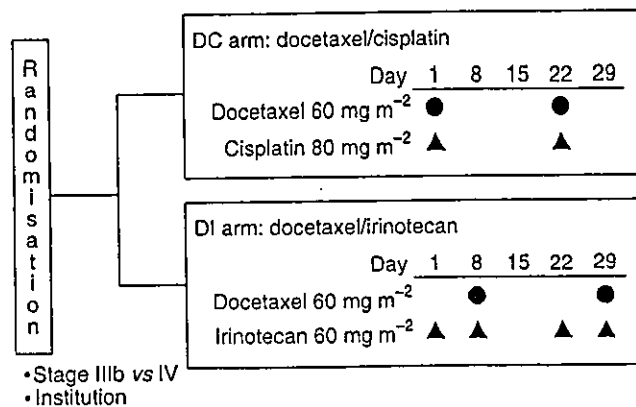 Randomisation
DC arm: docetaxel/cisplatin
Day 1 8 15 22 29
Docetaxel 60 mg m⁻²
Cisplatin 80 mg m⁻²
DI arm: docetaxel/irinotecan
Day 1 8 15 22 29
Docetaxel 60 mg m⁻²
Irinotecan 60 mg m⁻²
•Stage IIIb vs IV
•Institution